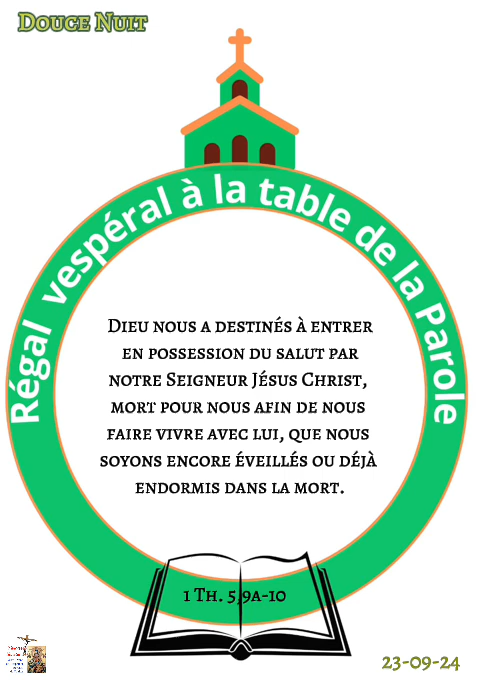 Douce Nuit
Régal vespéral à la table de la Parole
Dieu nous a destinés à entrer
en possession du salut par
notre Seigneur Jésus Christ,
mort pour nous afin de nous
faire vivre avec lui, que nous
soyons encore éveillés ou déjà
endormis dans la mort.
1 Th. 5,9a-10
23-09-24